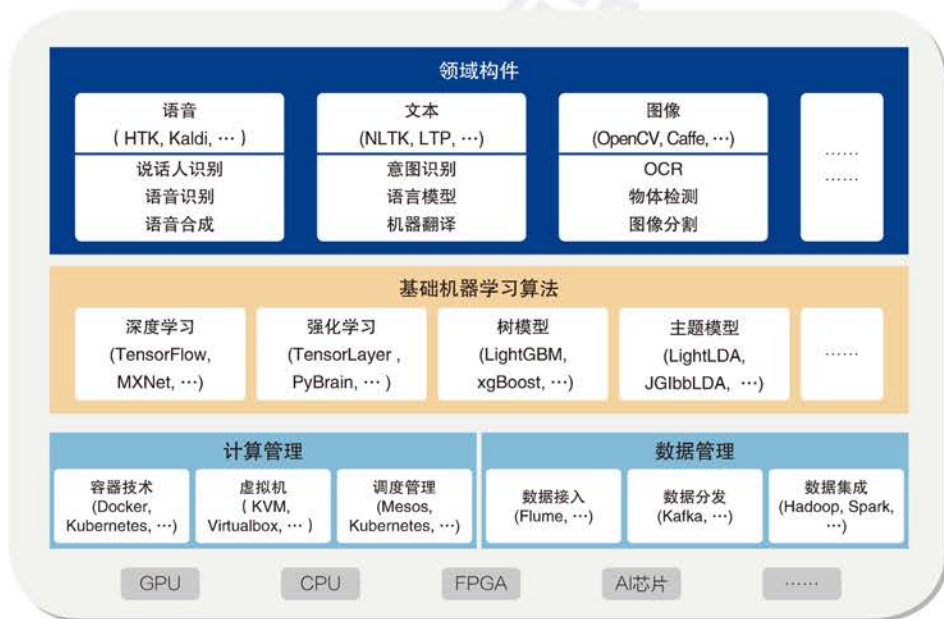 领域构件
语音
( HTK, Kaldi, ··· )
说话人识别
语音识别
语音合成
文本
(NLTK, LTP, ···)
意图识别
语言模型
机器翻译
图像
(OpenCV, Caffe, ···)
OCR
物体检测
图像分割
······
······
基础机器学习算法
深度学习
(TensorFlow,
MXNet, ···)
强化学习
(TensorLayer ,
PyBrain, ··· )
树模型
(LightGBM,
xgBoost, ···)
主题模型
(LightLDA,
JGIbbLDA, ···)
······
计算管理
容器技术
(Docker,
Kubernetes, ···)
虚拟机
( KVM,
Virtualbox, ··· )
调度管理
(Mesos,
Kubernetes, ···)
数据管理
数据接入
(Flume, ···)
数据分发
(Kafka, ···)
数据集成
(Hadoop, Spark,
···)
GPU
CPU
FPGA
AI芯片
······